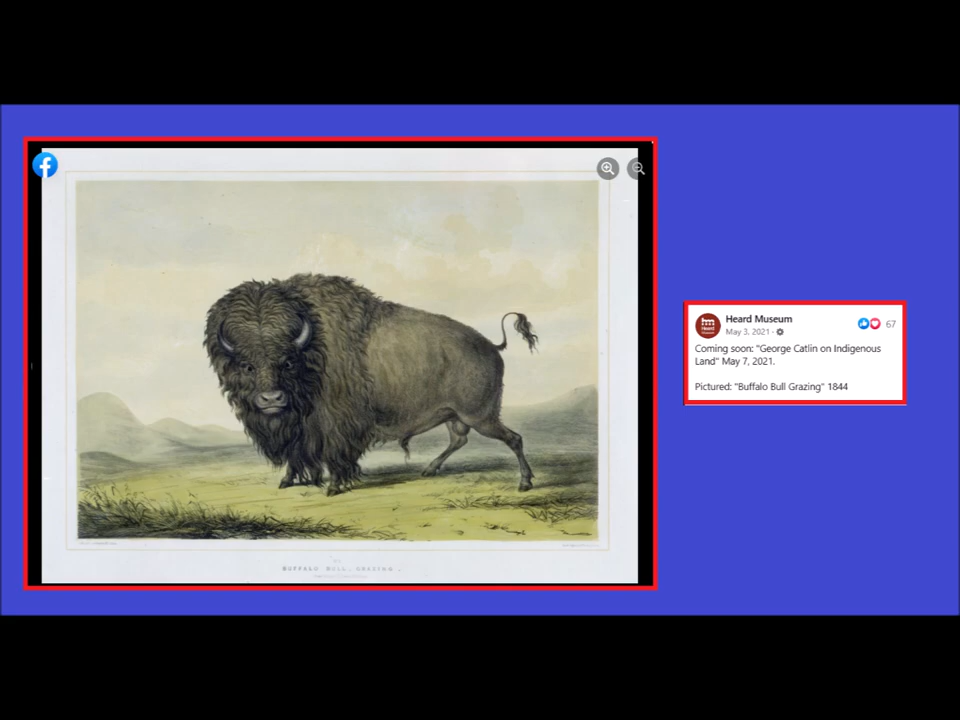 BUFFALO BULL, GRAZING.
Heard Museum
May 3, 2021 ·
67
Coming soon: "George Catlin on Indigenous
Land" May 7, 2021.
Pictured: "Buffalo Bull Grazing" 1844